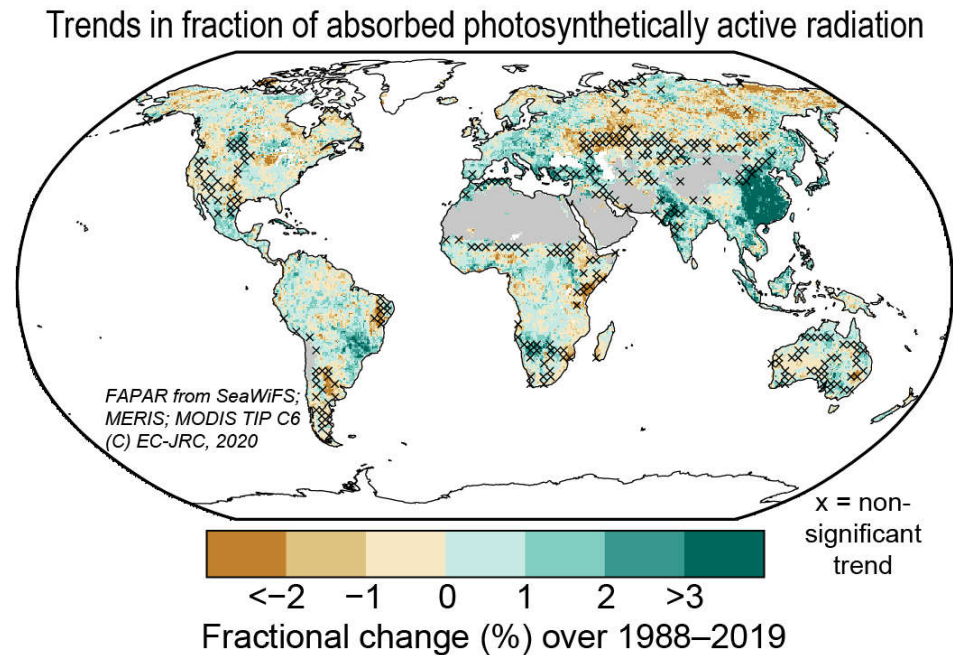 Trends in fraction of absorbed photosynthetically active radiation
FAPAR from SeaWiFS;
MERIS; MODIS TIP C6
(C) EC-JRC, 2020
x = non-
significant
trend
<−2 −1 0 1 2 >3
Fractional change (%) over 1988–2019